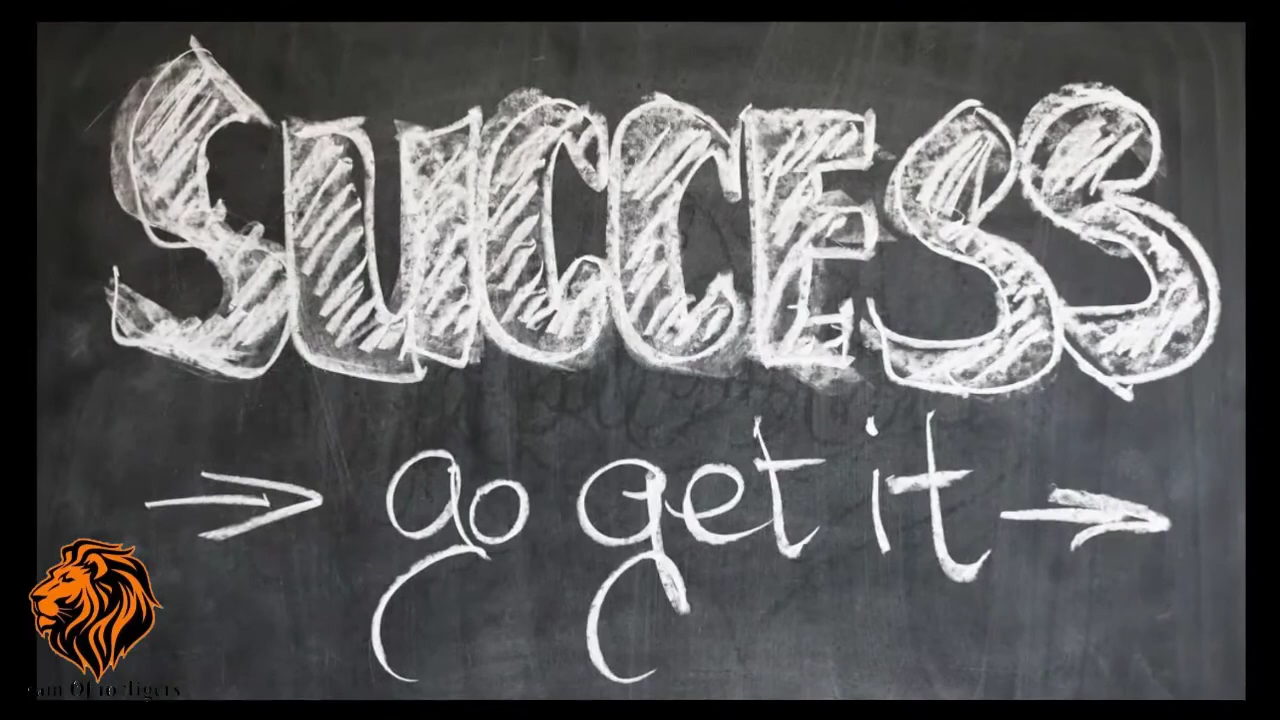 SUCCESS
→ go get it →